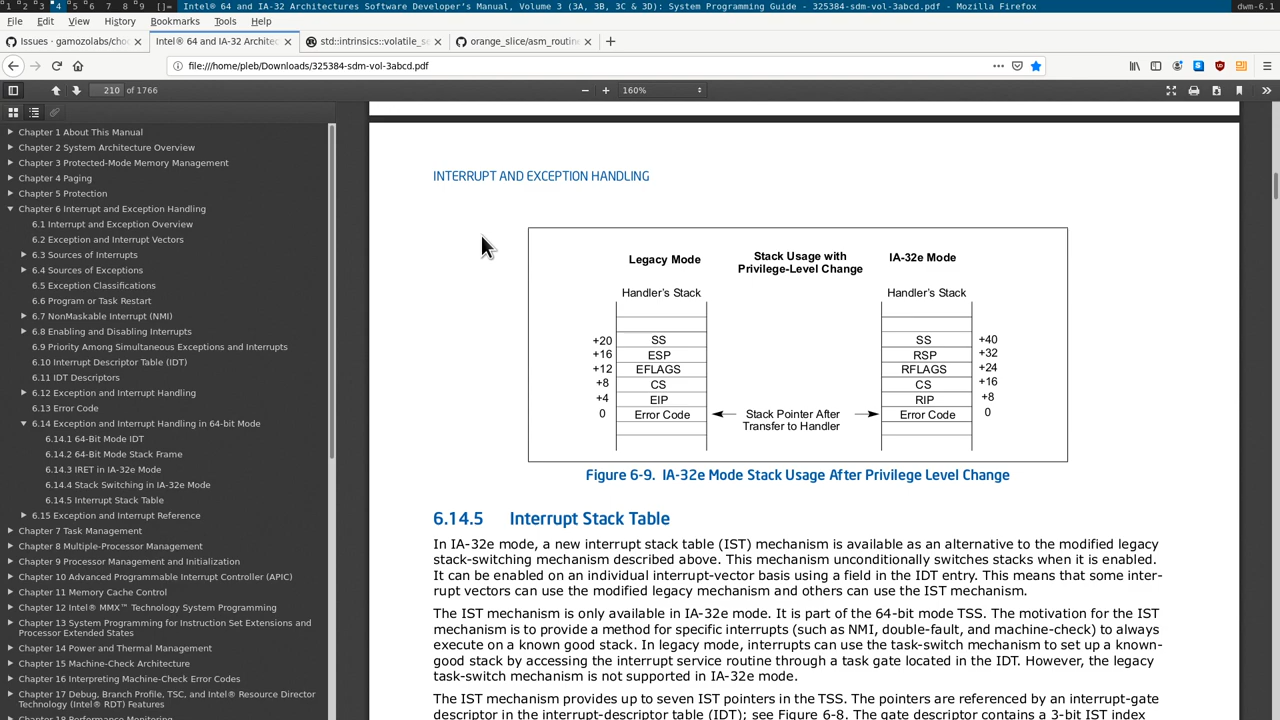 1 2 3 4 5 6 7 8 9 []= Intel® 64 and IA-32 Architectures Software Developer's Manual, Volume 3 (3A, 3B, 3C & 3D): System Programming Guide - 325384-sdm-vol-3abcd.pdf - Mozilla Firefox dwm-6.1
File Edit View History Bookmarks Tools Help
Issues · gamozolabs/cho
Intel® 64 and IA-32 Architec
std::intrinsics::volatile_s
orange_slice/asm_routin
file:///home/pleb/Downloads/325384-sdm-vol-3abcd.pdf
210 of 1766
160%
Chapter 1 About This Manual
Chapter 2 System Architecture Overview
Chapter 3 Protected-Mode Memory Management
Chapter 4 Paging
Chapter 5 Protection
Chapter 6 Interrupt and Exception Handling
6.1 Interrupt and Exception Overview
6.2 Exception and Interrupt Vectors
6.3 Sources of Interrupts
6.4 Sources of Exceptions
6.5 Exception Classifications
6.6 Program or Task Restart
6.7 NonMaskable Interrupt (NMI)
6.8 Enabling and Disabling Interrupts
6.9 Priority Among Simultaneous Exceptions and Interrupts
6.10 Interrupt Descriptor Table (IDT)
6.11 IDT Descriptors
6.12 Exception and Interrupt Handling
6.13 Error Code
6.14 Exception and Interrupt Handling in 64-bit Mode
6.14.1 64-Bit Mode IDT
6.14.2 64-Bit Mode Stack Frame
6.14.3 IRET in IA-32e Mode
6.14.4 Stack Switching in IA-32e Mode
6.14.5 Interrupt Stack Table
6.15 Exception and Interrupt Reference
Chapter 7 Task Management
Chapter 8 Multiple-Processor Management
Chapter 9 Processor Management and Initialization
Chapter 10 Advanced Programmable Interrupt Controller (APIC)
Chapter 11 Memory Cache Control
Chapter 12 Intel® MMX™ Technology System Programming
Chapter 13 System Programming for Instruction Set Extensions and
Processor Extended States
Chapter 14 Power and Thermal Management
Chapter 15 Machine-Check Architecture
Chapter 16 Interpreting Machine-Check Error Codes
Chapter 17 Debug, Branch Profile, TSC, and Intel® Resource Director
Technology (Intel® RDT) Features
Chapter 18 Performance Monitoring
INTERRUPT AND EXCEPTION HANDLING
Legacy Mode
Stack Usage with
Privilege-Level Change
IA-32e Mode
Handler's Stack
Handler's Stack
+20 SS SS +40
+16 ESP RSP +32
+12 EFLAGS RFLAGS +24
+8 CS CS +16
+4 EIP RIP +8
0 Error Code Stack Pointer After Error Code 0
Transfer to Handler
Figure 6-9. IA-32e Mode Stack Usage After Privilege Level Change
6.14.5 Interrupt Stack Table
In IA-32e mode, a new interrupt stack table (IST) mechanism is available as an alternative to the modified legacy
stack-switching mechanism described above. This mechanism unconditionally switches stacks when it is enabled.
It can be enabled on an individual interrupt-vector basis using a field in the IDT entry. This means that some inter-
rupt vectors can use the modified legacy mechanism and others can use the IST mechanism.
The IST mechanism is only available in IA-32e mode. It is part of the 64-bit mode TSS. The motivation for the IST
mechanism is to provide a method for specific interrupts (such as NMI, double-fault, and machine-check) to always
execute on a known good stack. In legacy mode, interrupts can use the task-switch mechanism to set up a known-
good stack by accessing the interrupt service routine through a task gate located in the IDT. However, the legacy
task-switch mechanism is not supported in IA-32e mode.
The IST mechanism provides up to seven IST pointers in the TSS. The pointers are referenced by an interrupt-gate
descriptor in the interrupt-descriptor table (IDT); see Figure 6-8. The gate descriptor contains a 3-bit IST index